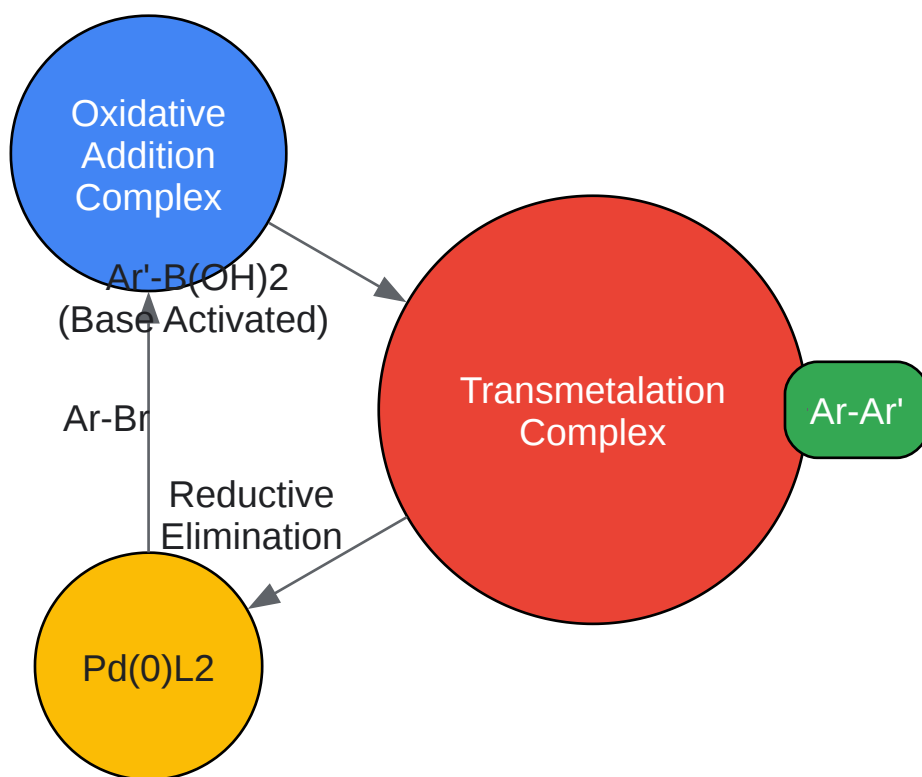 Oxidative
Addition
Complex
Ar'-B(OH)2
(Base Activated)
Transmetalation
Complex
Ar-Ar'
Ar-Br
Reductive
Elimination
Pd(0)L2